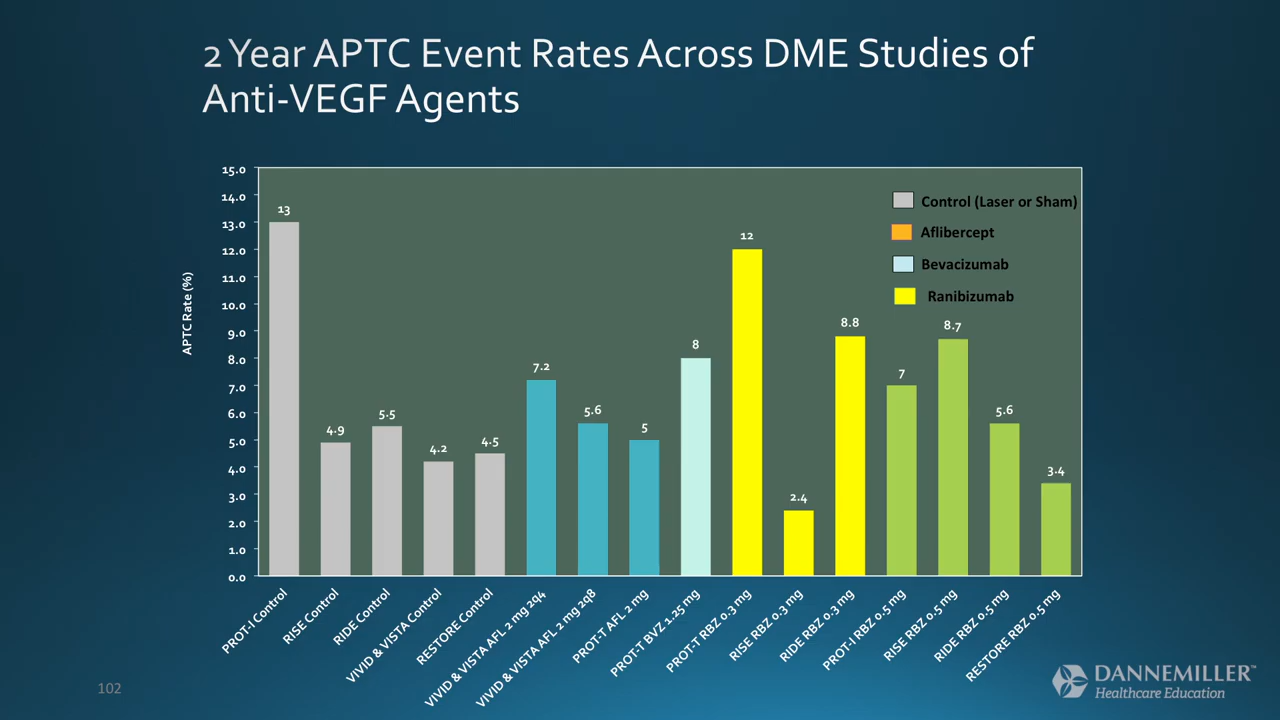 2 Year APTC Event Rates Across DME Studies of
Anti-VEGF Agents
15.0
14.0
13.0
12.0
11.0
10.0
9.0
8.0
7.0
6.0
5.0
4.0
3.0
2.0
1.0
0.0
APTC Rate (%)
13
4.9
5.5
4.2
4.5
7.2
5.6
5
8
12
2.4
8.8
7
8.7
5.6
3.4
Control (Laser or Sham)
Aflibercept
Bevacizumab
Ranibizumab
PROT-I Control
RISE Control
RIDE Control
VIVID & VISTA Control
RESTORE Control
VIVID & VISTA AFL 2 mg 2q4
VIVID & VISTA AFL 2 mg 2q8
PROT-T AFL 2 mg
PROT-T BVZ 1.25 mg
PROT-T RBZ 0.3 mg
RISE RBZ 0.3 mg
RIDE RBZ 0.3 mg
PROT-I RBZ 0.5 mg
RISE RBZ 0.5 mg
RIDE RBZ 0.5 mg
RESTORE RBZ 0.5 mg
102
DANNEMILLER™
Healthcare Education